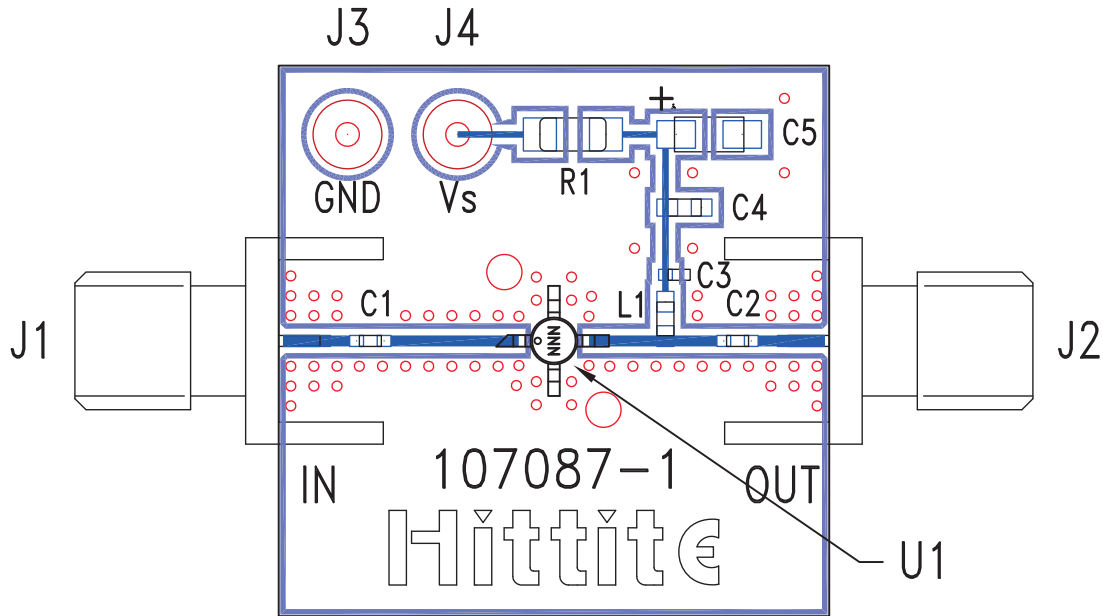 J3 J4
+
C5
GND Vs R1
C4
C3
C1 L1 C2
J1 NNN J2
107087-1
IN OUT
Hittite
U1